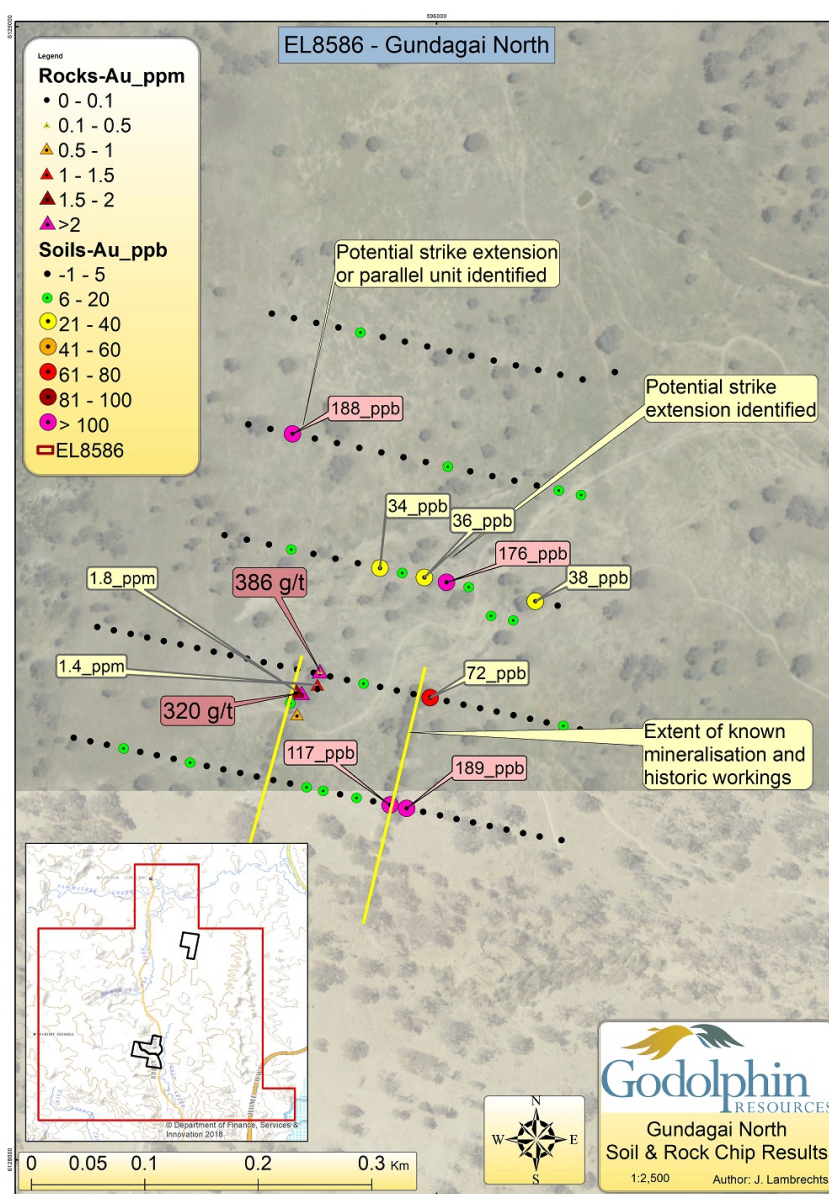 596000
6129000
EL8586 - Gundagai North
Legend
Rocks-Au_ppm
0 - 0.1
0.1 - 0.5
0.5 - 1
1 - 1.5
1.5 - 2
>2
Soils-Au_ppb
-1 - 5
6 - 20
21 - 40
41 - 60
61 - 80
81 - 100
> 100
EL8586
Potential strike extension
or parallel unit identified
Potential strike
extension identified
188_ppb
34_ppb
36_ppb
176_ppb
38_ppb
1.8_ppm
386 g/t
1.4_ppm
320 g/t
72_ppb
Extent of known
mineralisation and
historic workings
117_ppb
189_ppb
© Department of Finance, Services &
Innovation 2018
0 0.05 0.1 0.2 0.3 Km
6128000
N
W E
S
Godolphin
RESOURCES
Gundagai North
Soil & Rock Chip Results
1:2,500 Author: J. Lambrechts